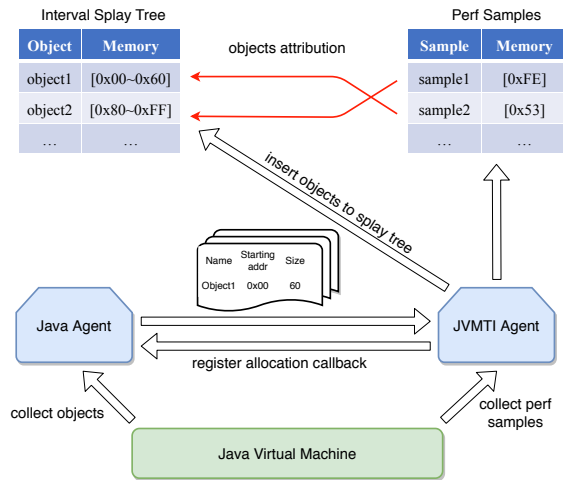 Interval Splay Tree
Perf Samples
Object Memory
object1 [0x00~0x60]
object2 [0x80~0xFF]
... ...
objects attribution
Sample Memory
sample1 [0xFE]
sample2 [0x53]
... ...
insert objects to splay tree
Name Starting addr Size
Object1 0x00 60
Java Agent
JVMTI Agent
register allocation callback
collect objects
collect perf
samples
Java Virtual Machine